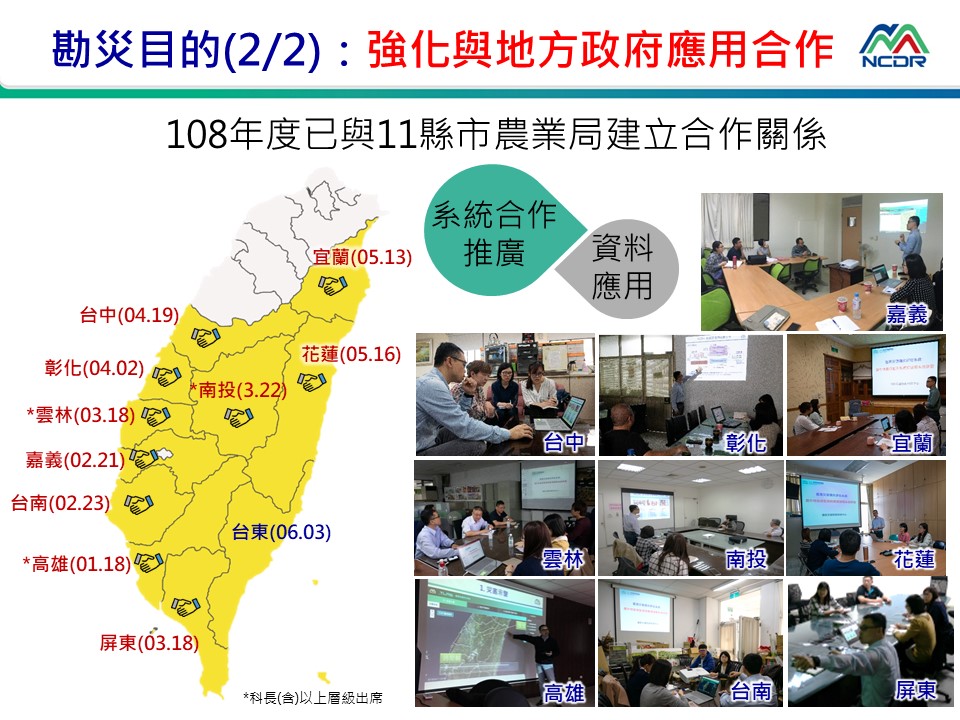 勘災目的(2/2)：強化與地方政府應用合作
NCDR
108年度已與11縣市農業局建立合作關係
系統合作
推廣
資料
應用
宜蘭(05.13)
台中(04.19)
花蓮(05.16)
彰化(04.02)
*南投(3.22)
*雲林(03.18)
嘉義(02.21)
台南(02.23)
台東(06.03)
*高雄(01.18)
屏東(03.18)
*科長(含)以上層級出席
嘉義
台中
彰化
宜蘭
雲林
南投
花蓮
1. 災害示警
高雄
台南
屏東